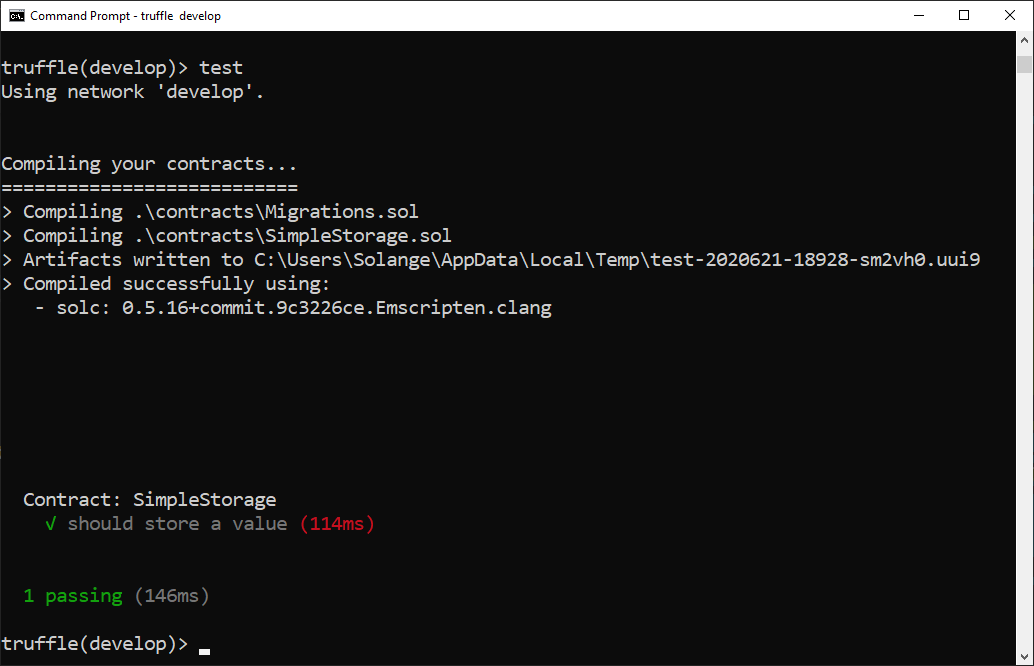 Command Prompt - truffle develop
truffle(develop)> test
Using network 'develop'.
Compiling your contracts...
===========================
> Compiling .\contracts\Migrations.sol
> Compiling .\contracts\SimpleStorage.sol
> Artifacts written to C:\Users\Solange\AppData\Local\Temp\test-2020621-18928-sm2vh0.uui9
> Compiled successfully using:
   - solc: 0.5.16+commit.9c3226ce.Emscripten.clang
  Contract: SimpleStorage
    √ should store a value (114ms)
  1 passing (146ms)
truffle(develop)>